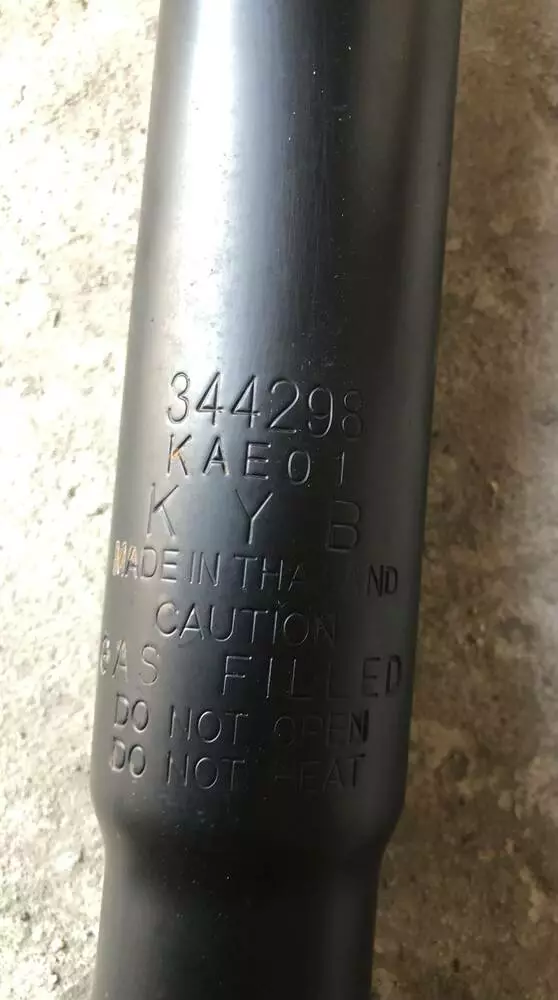 344298
KAE01
K Y B
MADE IN THAILAND
CAUTION
GAS FILLED
DO NOT OPEN
DO NOT HEAT